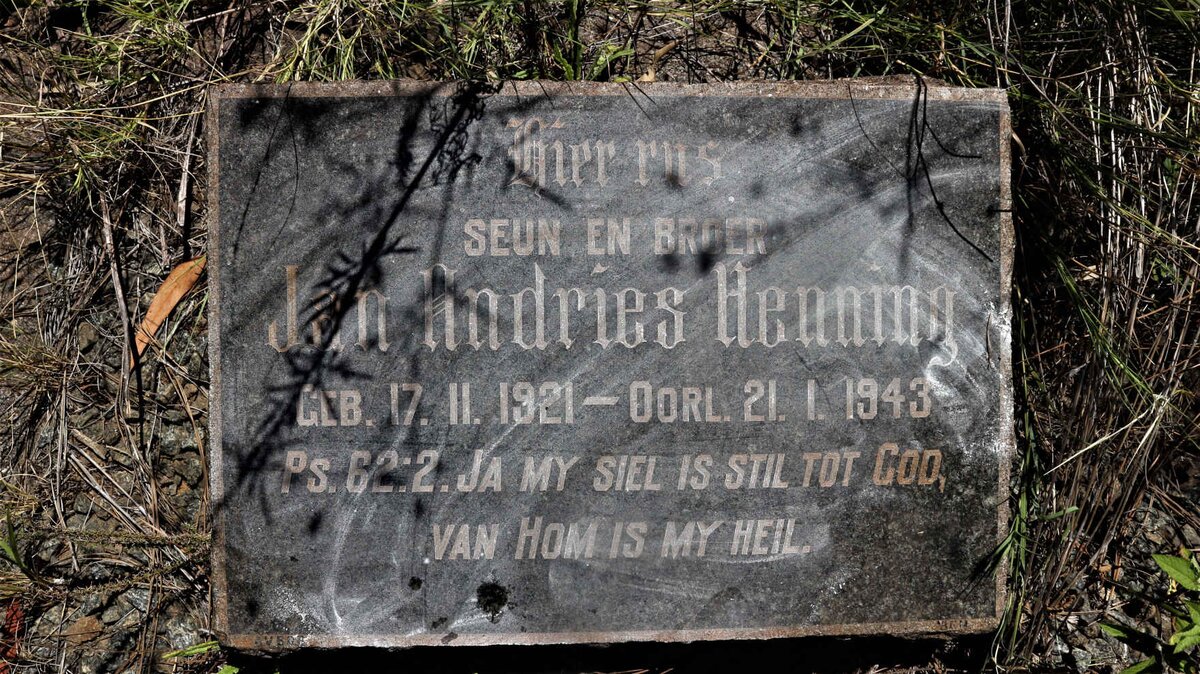 Hier rus
SEUN EN BROER
Jan Andries Henning
GEB. 17. 11. 1921 — OORL. 21. 1. 1943
PS. 62:2. JA MY SIEL IS STIL TOT GOD,
VAN HOM IS MY HEIL.